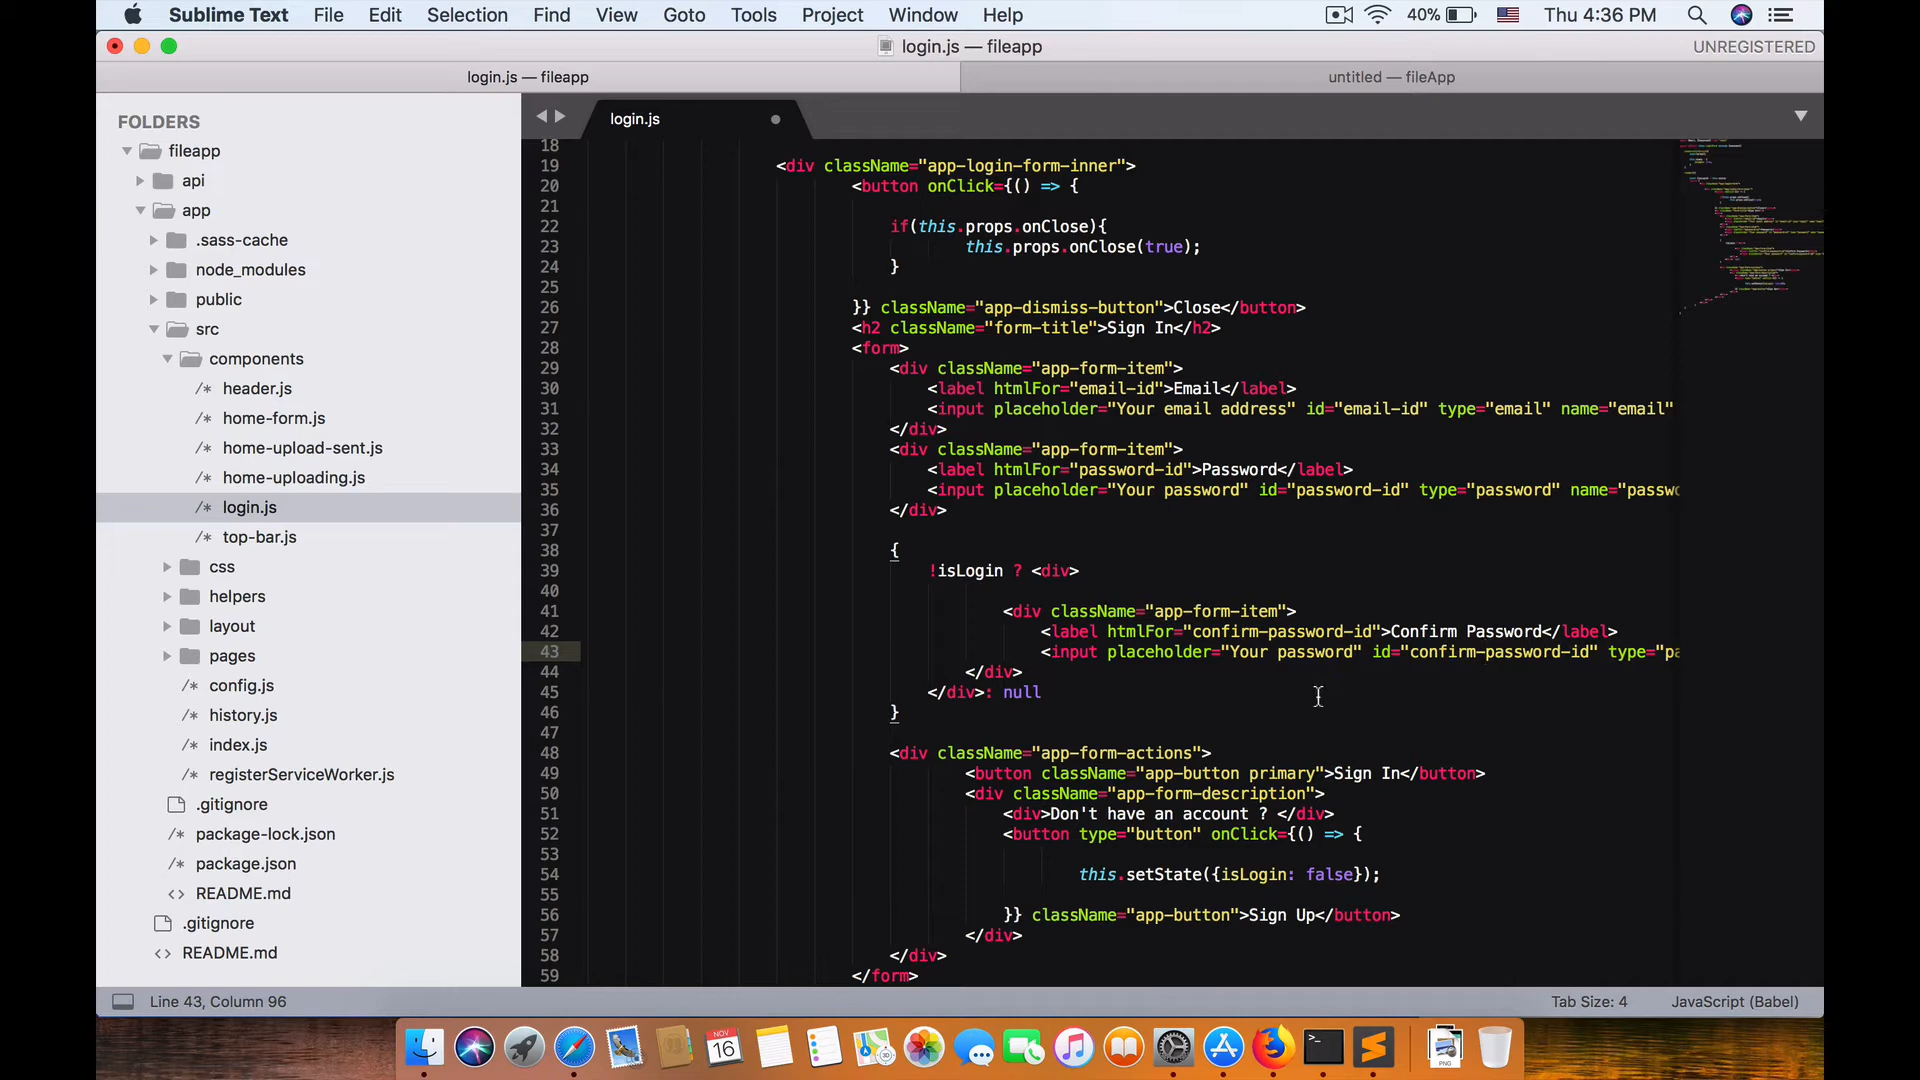 Sublime Text File Edit Selection Find View Goto Tools Project Window Help 40% Thu 4:36 PM
login.js — fileapp UNREGISTERED
login.js — fileapp untitled — fileApp
FOLDERS
fileapp
api
app
.sass-cache
node_modules
public
src
components
/* header.js
/* home-form.js
/* home-upload-sent.js
/* home-uploading.js
/* login.js
/* top-bar.js
css
helpers
layout
pages
/* config.js
/* history.js
/* index.js
/* registerServiceWorker.js
.gitignore
/* package-lock.json
/* package.json
<> README.md
.gitignore
<> README.md
login.js
18
19 <div className="app-login-form-inner">
20 <button onClick={() => {
21
22 if(this.props.onClose){
23 this.props.onClose(true);
24 }
25
26 }} className="app-dismiss-button">Close</button>
27 <h2 className="form-title">Sign In</h2>
28 <form>
29 <div className="app-form-item">
30 <label htmlFor="email-id">Email</label>
31 <input placeholder="Your email address" id="email-id" type="email" name="email"
32 </div>
33 <div className="app-form-item">
34 <label htmlFor="password-id">Password</label>
35 <input placeholder="Your password" id="password-id" type="password" name="passwo
36 </div>
37
38 {
39 !isLogin ? <div>
40
41 <div className="app-form-item">
42 <label htmlFor="confirm-password-id">Confirm Password</label>
43 <input placeholder="Your password" id="confirm-password-id" type="pa
44 </div>
45 </div>: null
46 }
47
48 <div className="app-form-actions">
49 <button className="app-button primary">Sign In</button>
50 <div className="app-form-description">
51 <div>Don't have an account ? </div>
52 <button type="button" onClick={() => {
53
54 this.setState({isLogin: false});
55
56 }} className="app-button">Sign Up</button>
57 </div>
58 </div>
59 </form>
Line 43, Column 96 Tab Size: 4 JavaScript (Babel)
NOV
16